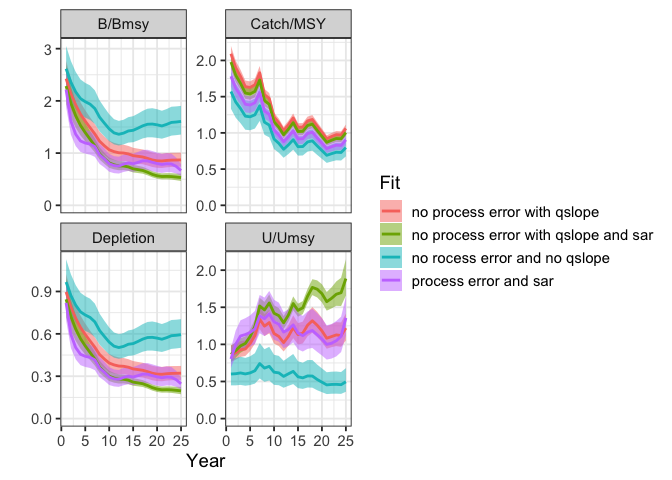 B/Bmsy
Catch/MSY
3
2
1
0
2.0
1.5
1.0
0.5
0.0
Depletion
U/Umsy
0.9
0.6
0.3
0.0
2.0
1.5
1.0
0.5
0.0
0 5 10 15 20 25
0 5 10 15 20 25
Year
Fit
no process error with qslope
no process error with qslope and sar
no rocess error and no qslope
process error and sar